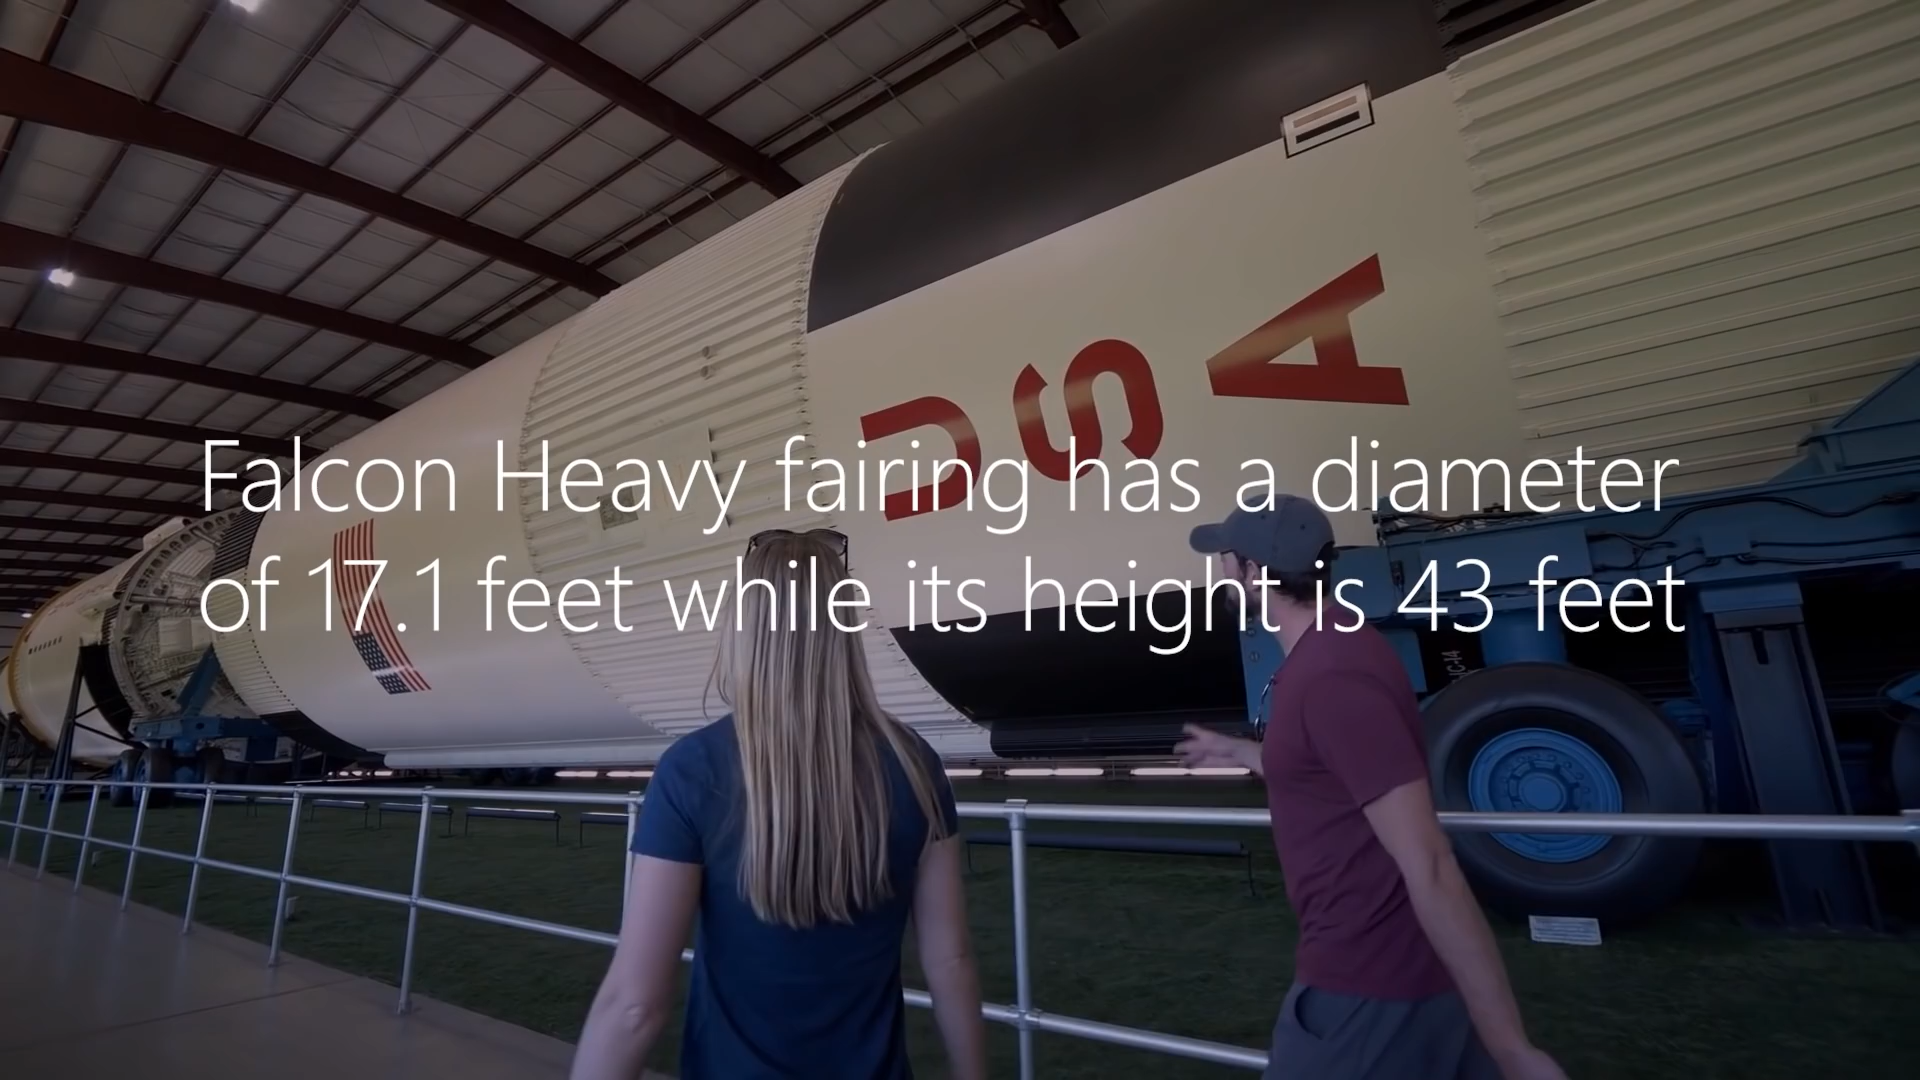 USA
Falcon Heavy fairing has a diameter
of 17.1 feet while its height is 43 feet